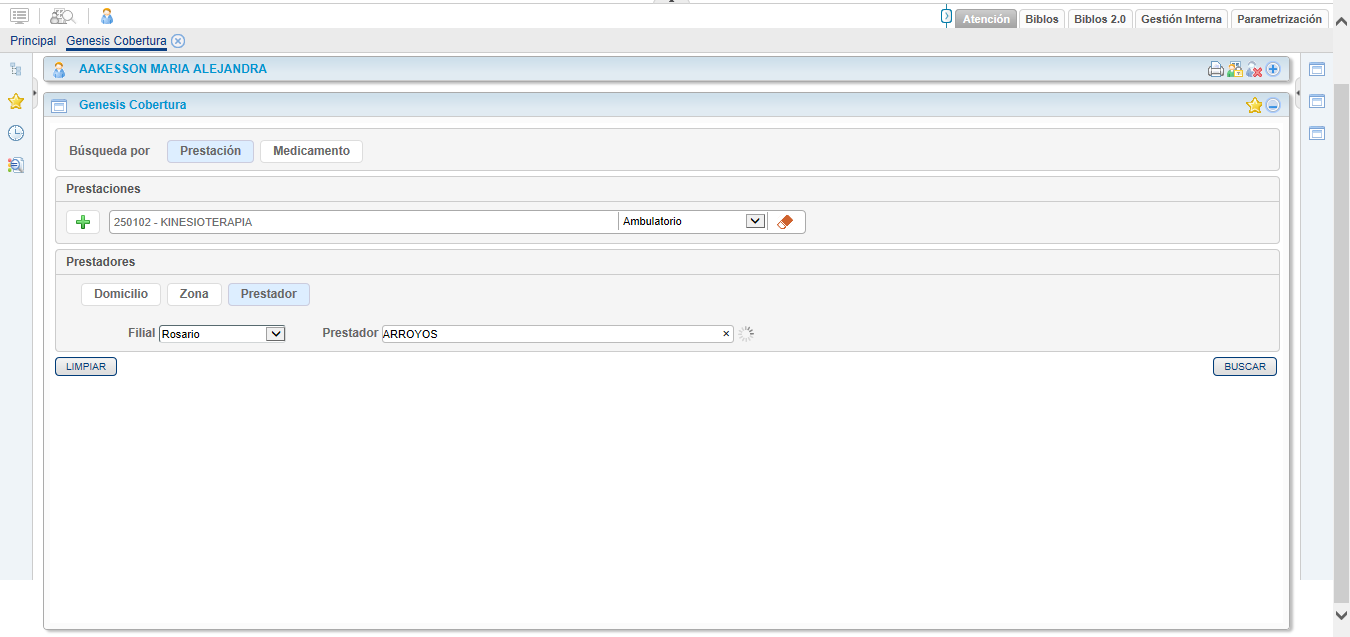 Atención Biblos Biblos 2.0 Gestión Interna Parametrización
Principal Genesis Cobertura
AAKESSON MARIA ALEJANDRA
Genesis Cobertura
Búsqueda por Prestación Medicamento
Prestaciones
250102 - KINESIOTERAPIA Ambulatorio
Prestadores
Domicilio Zona Prestador
Filial Rosario Prestador ARROYOS ×
LIMPIAR BUSCAR